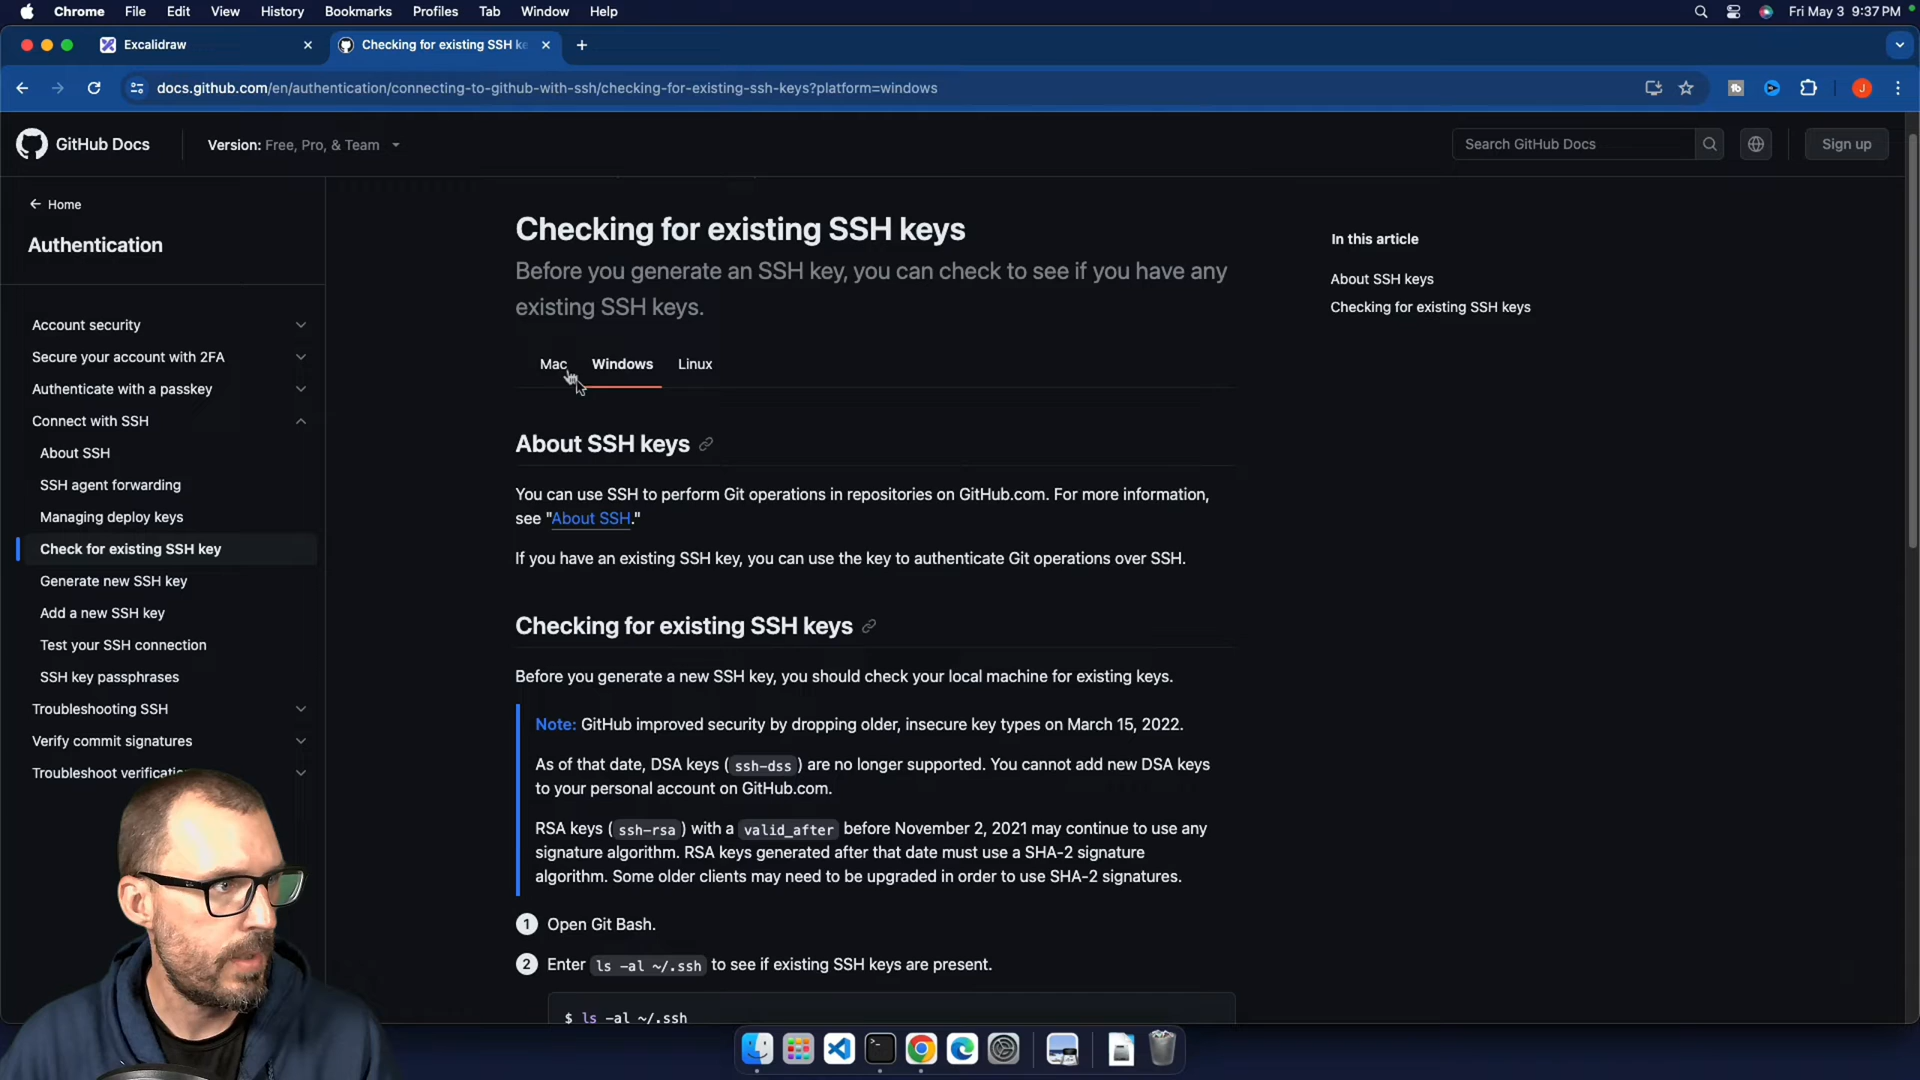 Chrome File Edit View History Bookmarks Profiles Tab Window Help Fri May 3 9:37 PM
Excalidraw Checking for existing SSH ke
docs.github.com/en/authentication/connecting-to-github-with-ssh/checking-for-existing-ssh-keys?platform=windows
GitHub Docs Version: Free, Pro, & Team Search GitHub Docs Sign up
Home
Authentication
Account security
Secure your account with 2FA
Authenticate with a passkey
Connect with SSH
About SSH
SSH agent forwarding
Managing deploy keys
Check for existing SSH key
Generate new SSH key
Add a new SSH key
Test your SSH connection
SSH key passphrases
Troubleshooting SSH
Verify commit signatures
Troubleshoot verificatio
Checking for existing SSH keys
Before you generate an SSH key, you can check to see if you have any
existing SSH keys.
Mac Windows Linux
About SSH keys
You can use SSH to perform Git operations in repositories on GitHub.com. For more information,
see "About SSH."
If you have an existing SSH key, you can use the key to authenticate Git operations over SSH.
Checking for existing SSH keys
Before you generate a new SSH key, you should check your local machine for existing keys.
Note: GitHub improved security by dropping older, insecure key types on March 15, 2022.
As of that date, DSA keys (ssh-dss) are no longer supported. You cannot add new DSA keys
to your personal account on GitHub.com.
RSA keys (ssh-rsa) with a valid_after before November 2, 2021 may continue to use any
signature algorithm. RSA keys generated after that date must use a SHA-2 signature
algorithm. Some older clients may need to be upgraded in order to use SHA-2 signatures.
1 Open Git Bash.
2 Enter ls -al ~/.ssh to see if existing SSH keys are present.
$ ls -al ~/.ssh
In this article
About SSH keys
Checking for existing SSH keys